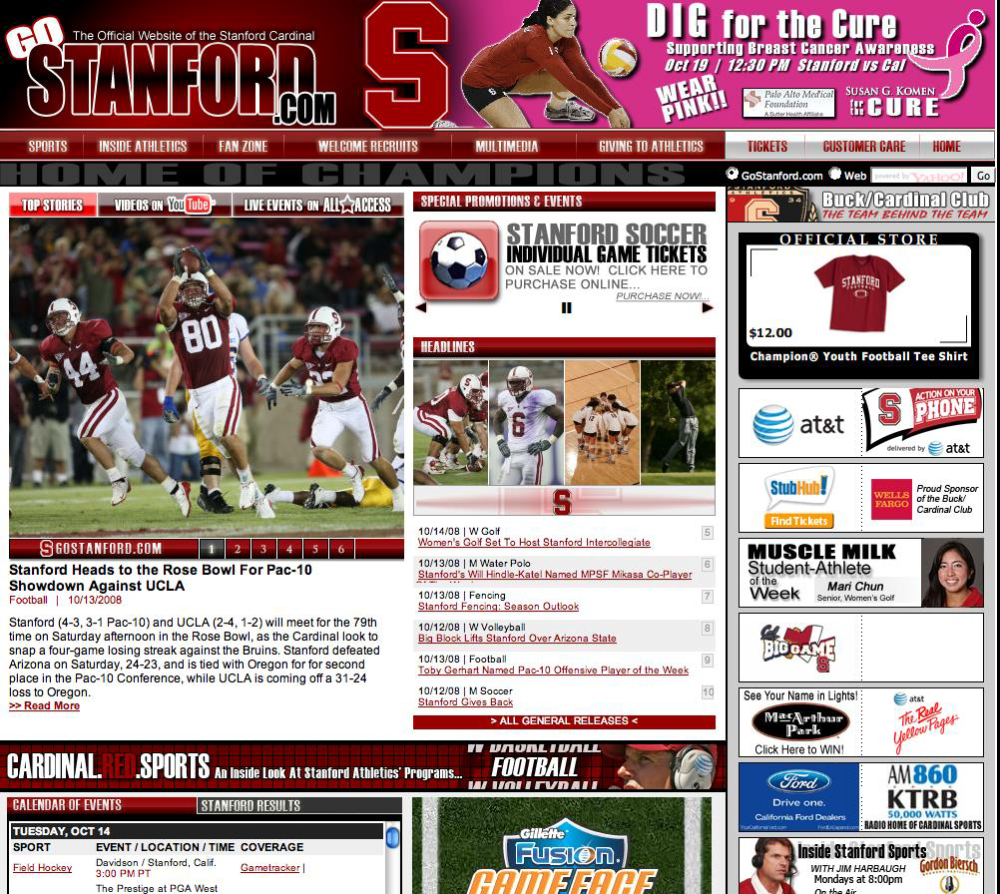 GO
The Official Website of the Stanford Cardinal
STANFORD.COM
S
DIG for the Cure
Supporting Breast Cancer Awareness
Oct 19 / 12:30 PM Stanford vs Cal
WEAR PINK!!
Palo Alto Medical Foundation
A Sutter Health Affiliate
SUSAN G. KOMEN
for the CURE
SPORTS INSIDE ATHLETICS FAN ZONE WELCOME RECRUITS MULTIMEDIA GIVING TO ATHLETICS TICKETS CUSTOMER CARE HOME
HOME OF CHAMPIONS
GoStanford.com Web powered by YAHOO! Go
TOP STORIES VIDEOS ON YouTube LIVE EVENTS ON ALL ACCESS
44
80
GOSTANFORD.COM 1 2 3 4 5 6
Stanford Heads to the Rose Bowl For Pac-10
Showdown Against UCLA
Football | 10/13/2008
Stanford (4-3, 3-1 Pac-10) and UCLA (2-4, 1-2) will meet for the 79th
time on Saturday afternoon in the Rose Bowl, as the Cardinal look to
snap a four-game losing streak against the Bruins. Stanford defeated
Arizona on Saturday, 24-23, and is tied with Oregon for for second
place in the Pac-10 Conference, while UCLA is coming off a 31-24
loss to Oregon.
>> Read More
SPECIAL PROMOTIONS & EVENTS
STANFORD SOCCER
INDIVIDUAL GAME TICKETS
ON SALE NOW! CLICK HERE TO
PURCHASE ONLINE...
PURCHASE NOW!...
HEADLINES
6
S
10/14/08 | W Golf 5
Women's Golf Set To Host Stanford Intercollegiate
10/13/08 | M Water Polo 6
Stanford's Will Hindle-Katel Named MPSF Mikasa Co-Player
10/13/08 | Fencing 7
Stanford Fencing: Season Outlook
10/12/08 | W Volleyball 8
Big Block Lifts Stanford Over Arizona State
10/13/08 | Football 9
Toby Gerhart Named Pac-10 Offensive Player of the Week
10/12/08 | M Soccer 10
Stanford Gives Back
> ALL GENERAL RELEASES <
Buck/Cardinal Club
THE TEAM BEHIND THE TEAM
OFFICIAL STORE
STANFORD
$12.00
Champion® Youth Football Tee Shirt
at&t
S ACTION ON YOUR
PHONE
delivered by at&t
StubHub!
Find Tickets
WELLS FARGO
Proud Sponsor
of the Buck/
Cardinal Club
MUSCLE MILK
Student-Athlete
of the Week
Mari Chun
Senior, Women's Golf
Cal BIG GAME S
See Your Name in Lights!
MacArthur Park
Click Here to WIN!
at&t
The Real Yellow Pages
Ford
Drive one.
California Ford Dealers
YourCaliforniaFord.com FordEnEspanol.com
AM 860
KTRB
50,000 WATTS
RADIO HOME OF CARDINAL SPORTS
Inside Stanford Sports
WITH JIM HARBAUGH
Mondays at 8:00pm
On the Air
Gordon Biersch
CARDINAL.RED.SPORTS An Inside Look At Stanford Athletics' Programs...
W BASKETBALL
FOOTBALL
W VOLLEYBALL
CALENDAR OF EVENTS STANFORD RESULTS
TUESDAY, OCT 14
SPORT EVENT / LOCATION / TIME COVERAGE
Field Hockey Davidson / Stanford, Calif. Gametracker |
3:00 PM PT
The Prestige at PGA West
Gillette
Fusion
GAME FACE